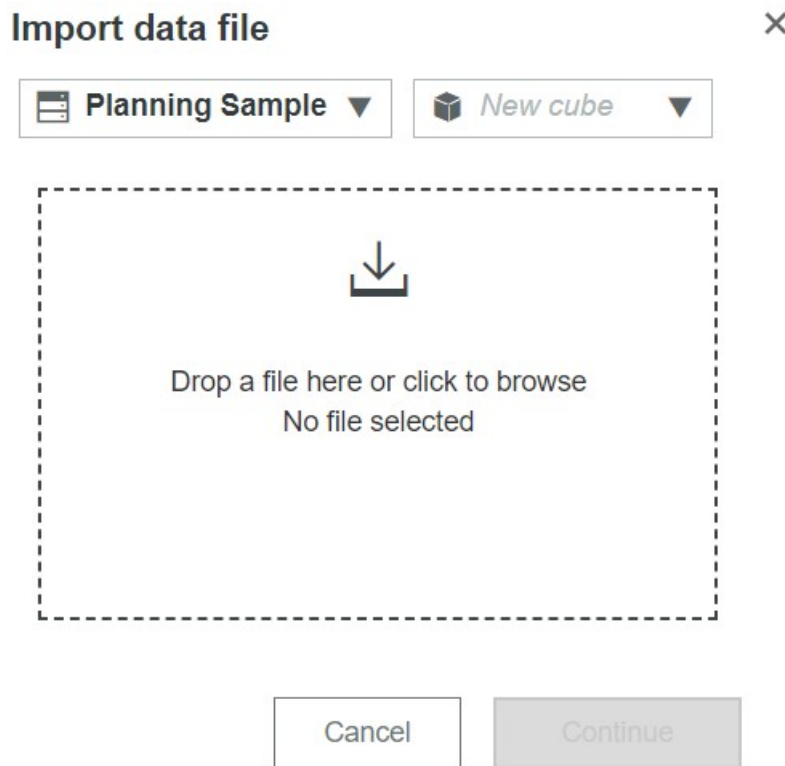 Import data file
Planning Sample
New cube
Drop a file here or click to browse
No file selected
Cancel
Continue